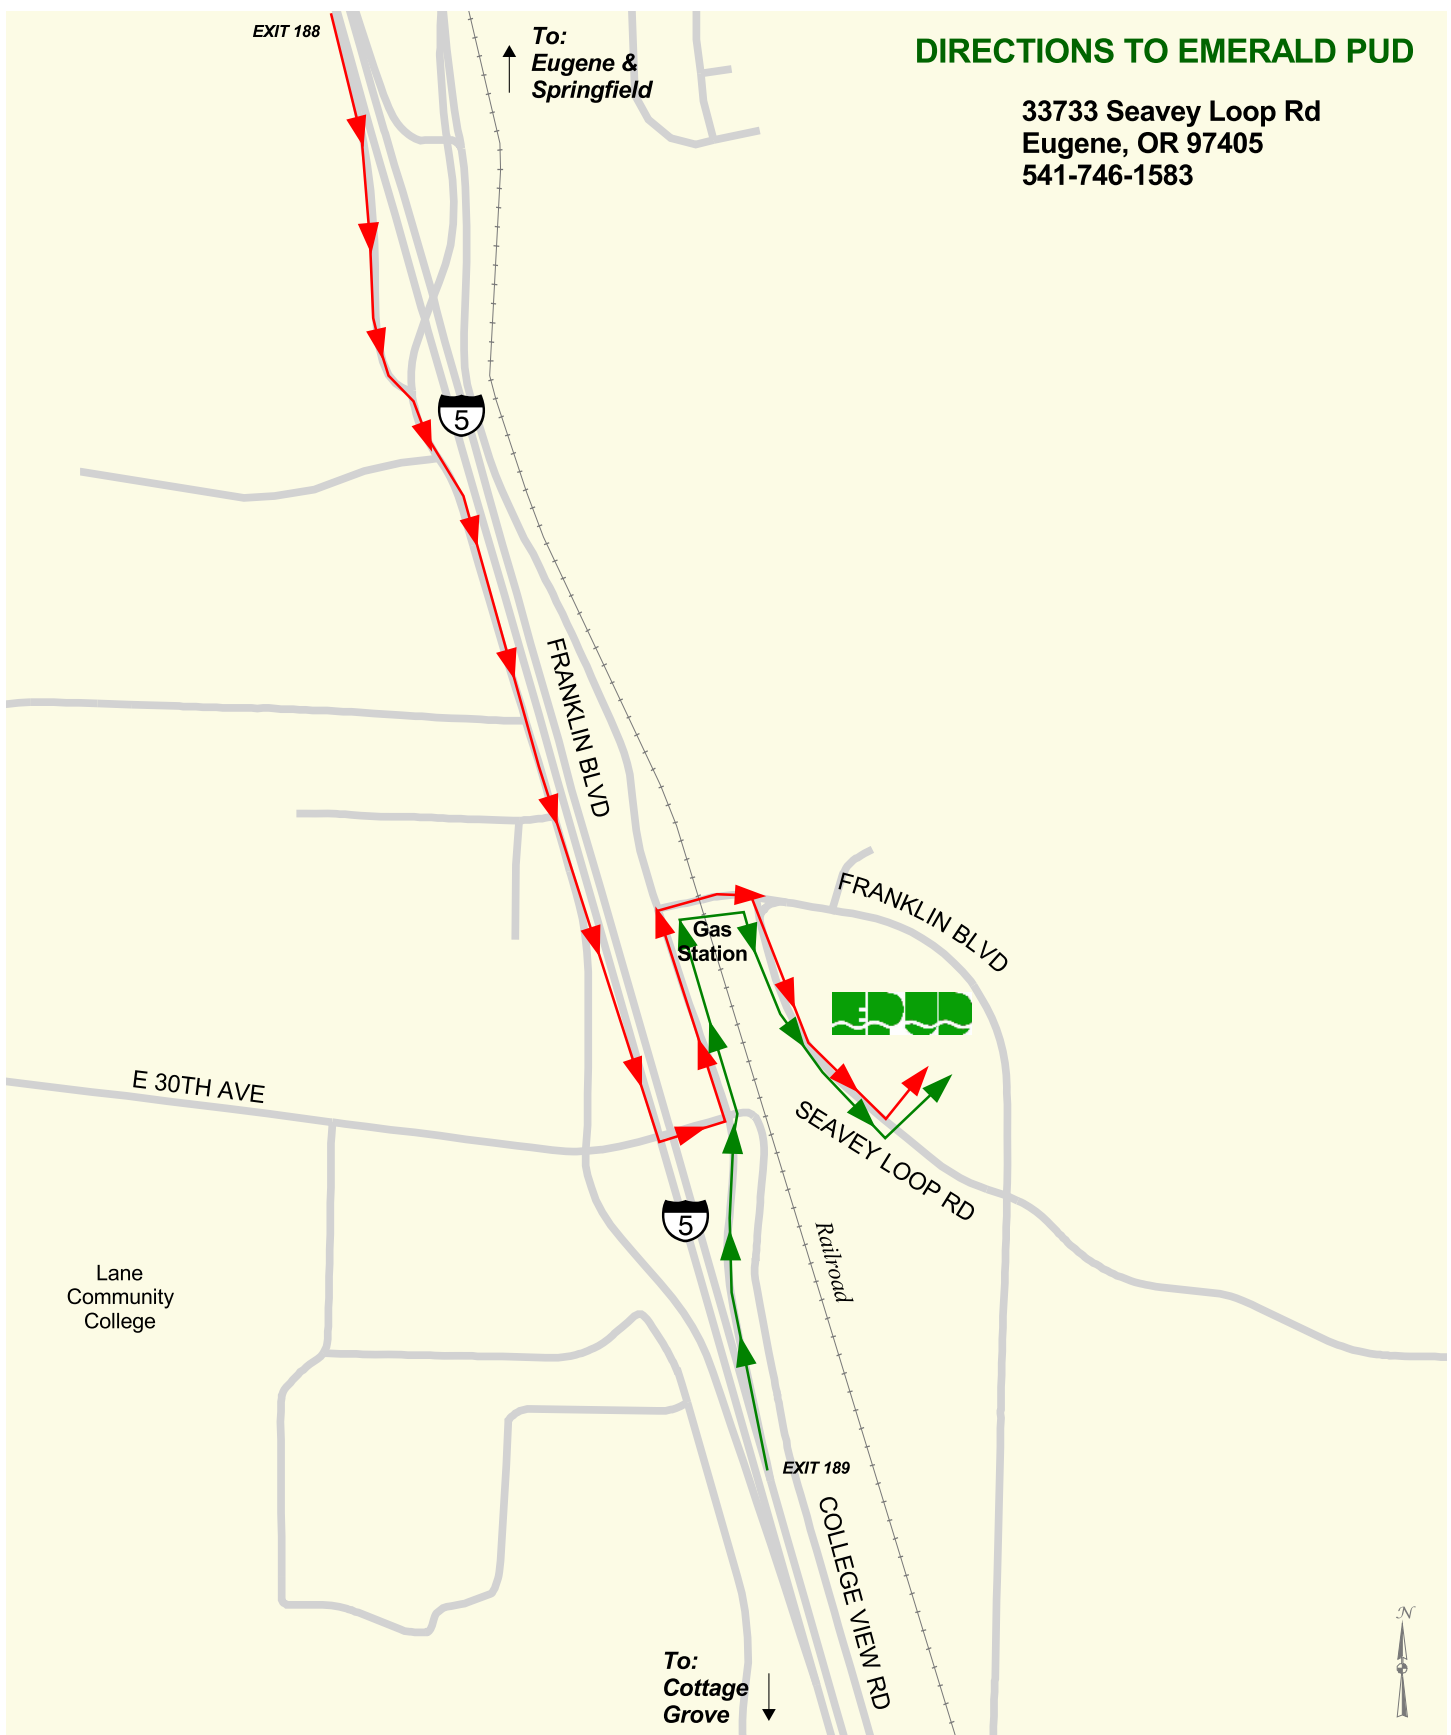 EXIT 188
To:
Eugene &
Springfield
DIRECTIONS TO EMERALD PUD
33733 Seavey Loop Rd
Eugene, OR 97405
541-746-1583
5
FRANKLIN BLVD
FRANKLIN BLVD
Gas
Station
EPUD
E 30TH AVE
SEAVEY LOOP RD
5
Railroad
Lane
Community
College
EXIT 189
COLLEGE VIEW RD
N
To:
Cottage
Grove